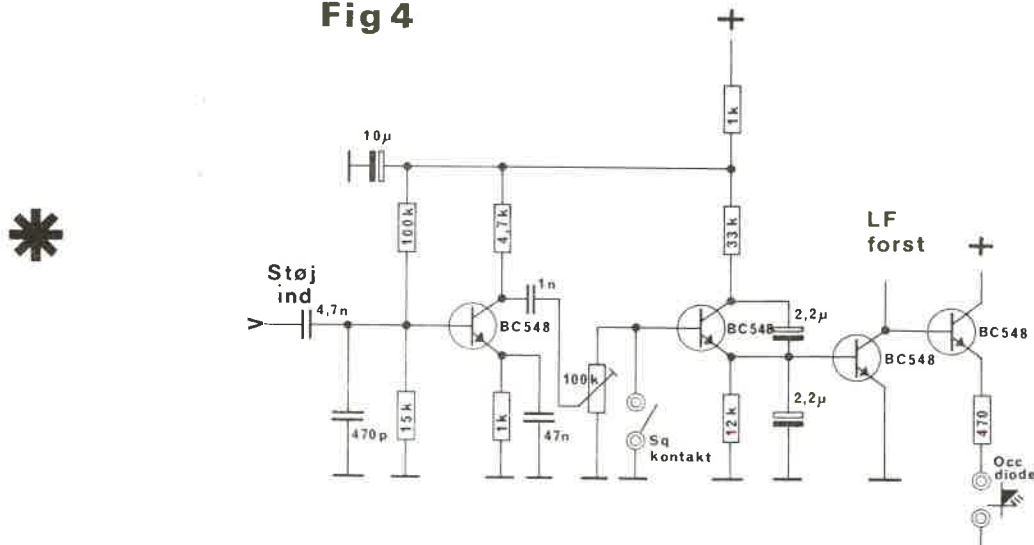 Fig 4
+
1k
10µ
100k
4,7k
33k
LF
forst
+
Støj
ind
4,7n
1n
BC548
BC548
2,2µ
BC548
BC548
100k
2,2µ
470p
15k
1k
47n
Sq
kontakt
12k
470
Occ
diode